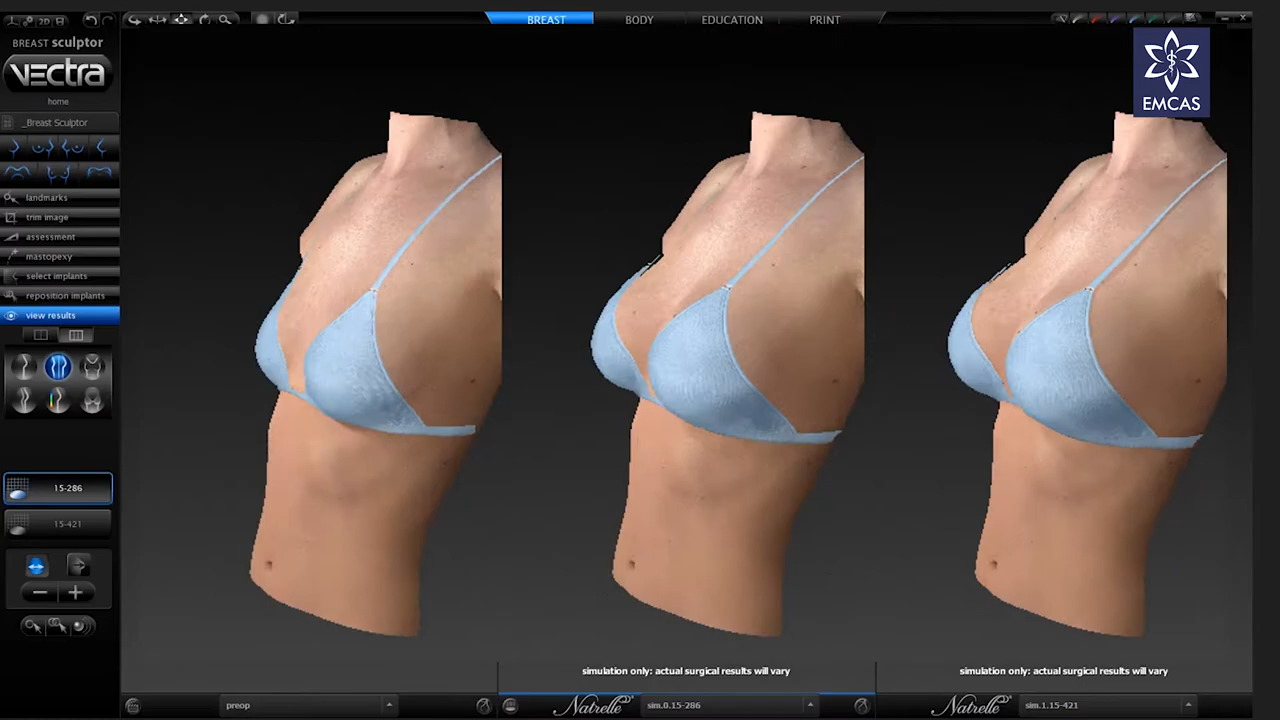 2D
BREAST
BODY
EDUCATION
PRINT
BREAST sculptor
vectra
home
_Breast Sculptor
landmarks
trim image
assessment
mastopexy
select implants
reposition implants
view results
15-286
15-421
EMCAS
simulation only: actual surgical results will vary
simulation only: actual surgical results will vary
preop
Natrelle
sim.0.15-286
Natrelle
sim.1.15-421